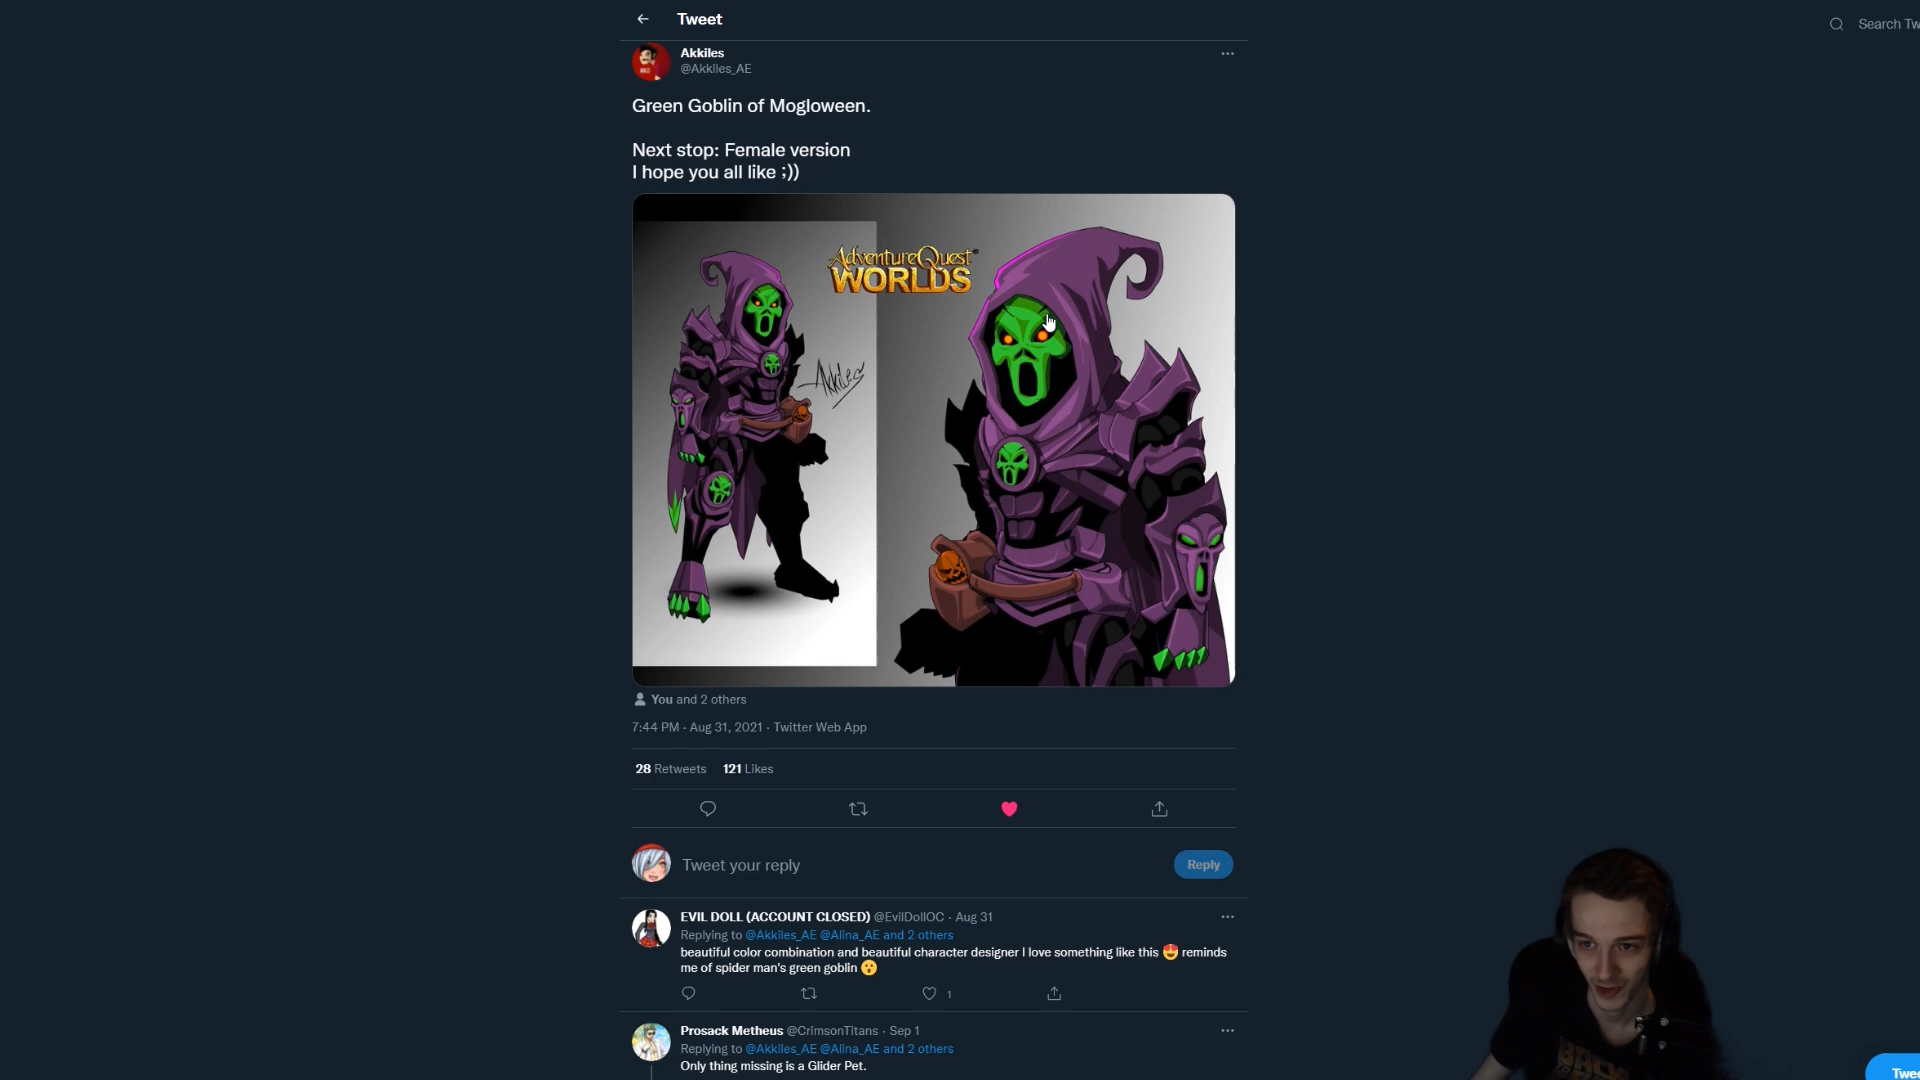 Tweet
Search Tw
Akkiles
@Akkiles_AE
Green Goblin of Mogloween.
Next stop: Female version
I hope you all like ;))
AdventureQuest
WORLDS
Akkiles
You and 2 others
7:44 PM · Aug 31, 2021 · Twitter Web App
28 Retweets 121 Likes
Tweet your reply
Reply
EVIL DOLL (ACCOUNT CLOSED) @EvilDollOC · Aug 31
Replying to @Akkiles_AE @Alina_AE and 2 others
beautiful color combination and beautiful character designer I love something like this 😍 reminds
me of spider man's green goblin 😯
1
Prosack Metheus @CrimsonTitans · Sep 1
Replying to @Akkiles_AE @Alina_AE and 2 others
Only thing missing is a Glider Pet.
Twee